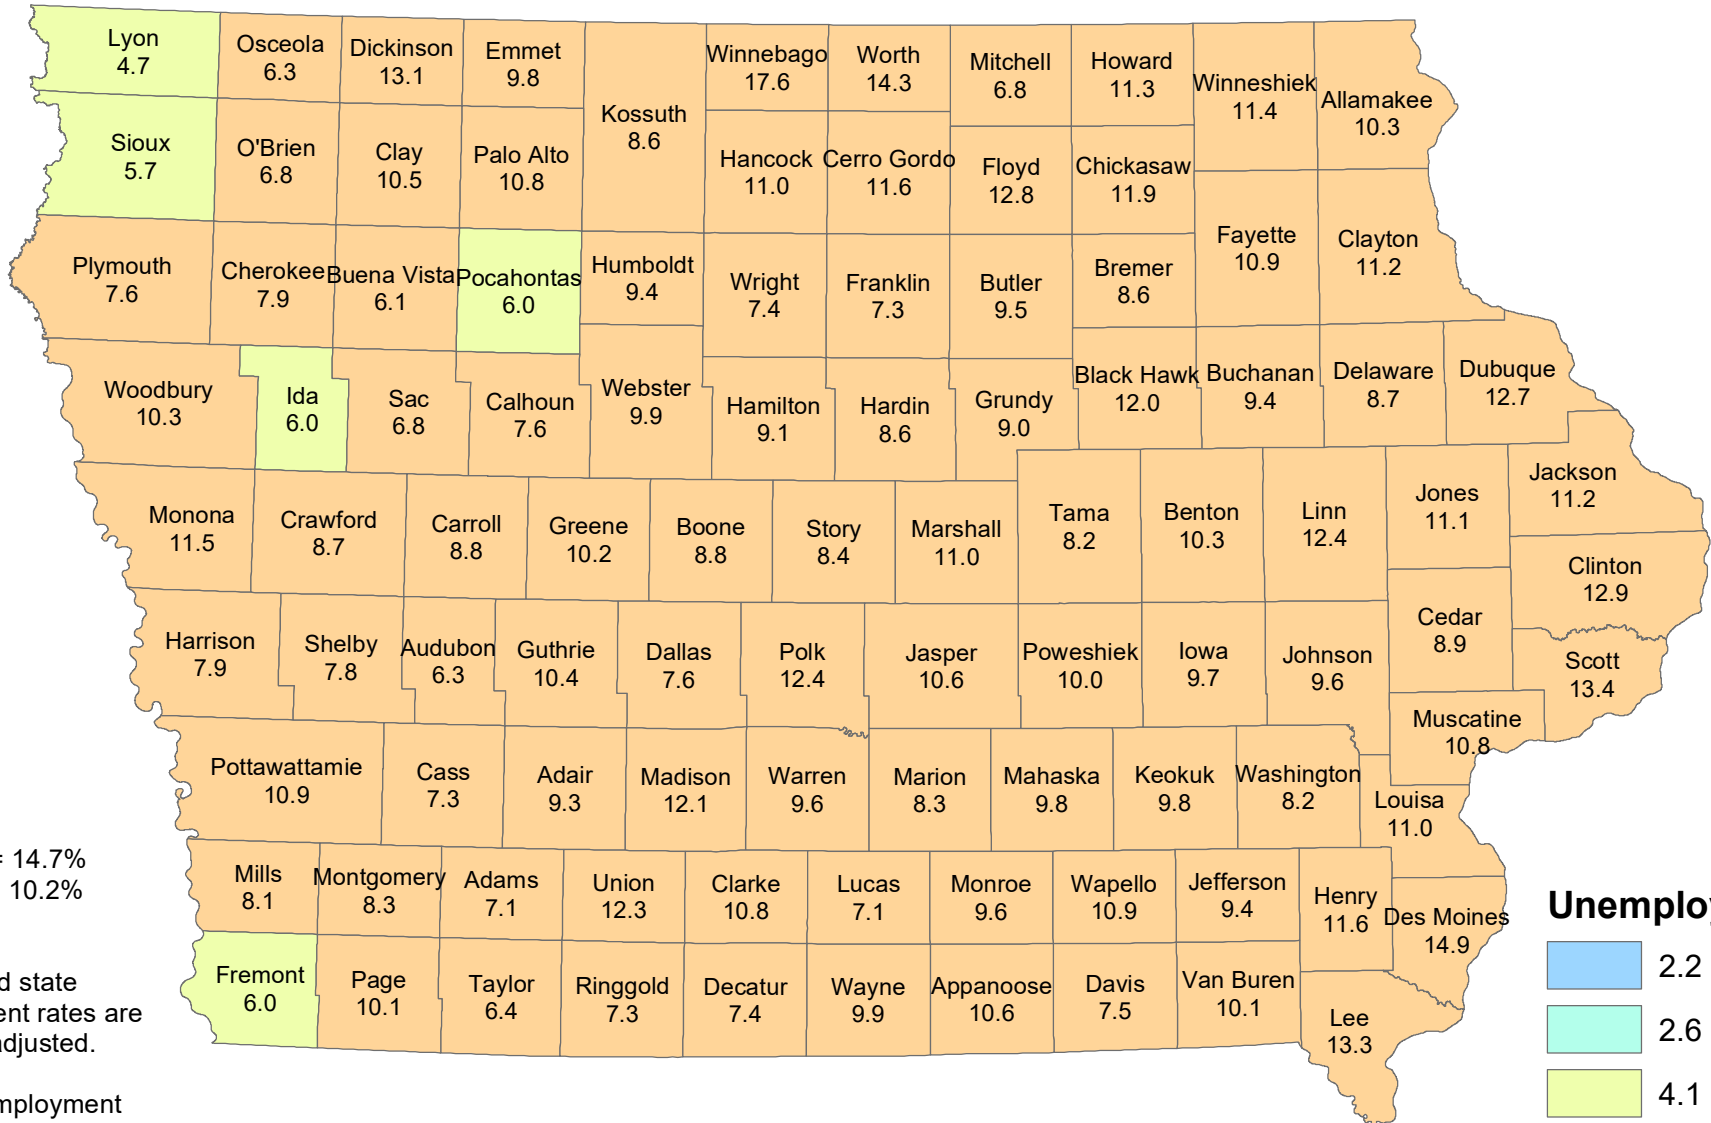 Lyon
4.7
Osceola
6.3
Dickinson
13.1
Emmet
9.8
Kossuth
8.6
Winnebago
17.6
Worth
14.3
Mitchell
6.8
Howard
11.3
Winneshiek
11.4
Allamakee
10.3
Sioux
5.7
O'Brien
6.8
Clay
10.5
Palo Alto
10.8
Hancock
11.0
Cerro Gordo
11.6
Floyd
12.8
Chickasaw
11.9
Fayette
10.9
Clayton
11.2
Plymouth
7.6
Cherokee
7.9
Buena Vista
6.1
Pocahontas
6.0
Humboldt
9.4
Wright
7.4
Franklin
7.3
Butler
9.5
Bremer
8.6
Woodbury
10.3
Ida
6.0
Sac
6.8
Calhoun
7.6
Webster
9.9
Hamilton
9.1
Hardin
8.6
Grundy
9.0
Black Hawk
12.0
Buchanan
9.4
Delaware
8.7
Dubuque
12.7
Monona
11.5
Crawford
8.7
Carroll
8.8
Greene
10.2
Boone
8.8
Story
8.4
Marshall
11.0
Tama
8.2
Benton
10.3
Linn
12.4
Jones
11.1
Jackson
11.2
Clinton
12.9
Harrison
7.9
Shelby
7.8
Audubon
6.3
Guthrie
10.4
Dallas
7.6
Polk
12.4
Jasper
10.6
Poweshiek
10.0
Iowa
9.7
Johnson
9.6
Cedar
8.9
Scott
13.4
Muscatine
10.8
Pottawattamie
10.9
Cass
7.3
Adair
9.3
Madison
12.1
Warren
9.6
Marion
8.3
Mahaska
9.8
Keokuk
9.8
Washington
8.2
Louisa
11.0
Mills
8.1
Montgomery
8.3
Adams
7.1
Union
12.3
Clarke
10.8
Lucas
7.1
Monroe
9.6
Wapello
10.9
Jefferson
9.4
Henry
11.6
Des Moines
14.9
Fremont
6.0
Page
10.1
Taylor
6.4
Ringgold
7.3
Decatur
7.4
Wayne
9.9
Appanoose
10.6
Davis
7.5
Van Buren
10.1
Lee
13.3
= 14.7%
10.2%
d state
ent rates are
adjusted.
mployment
Unemploy
2.2
2.6
4.1